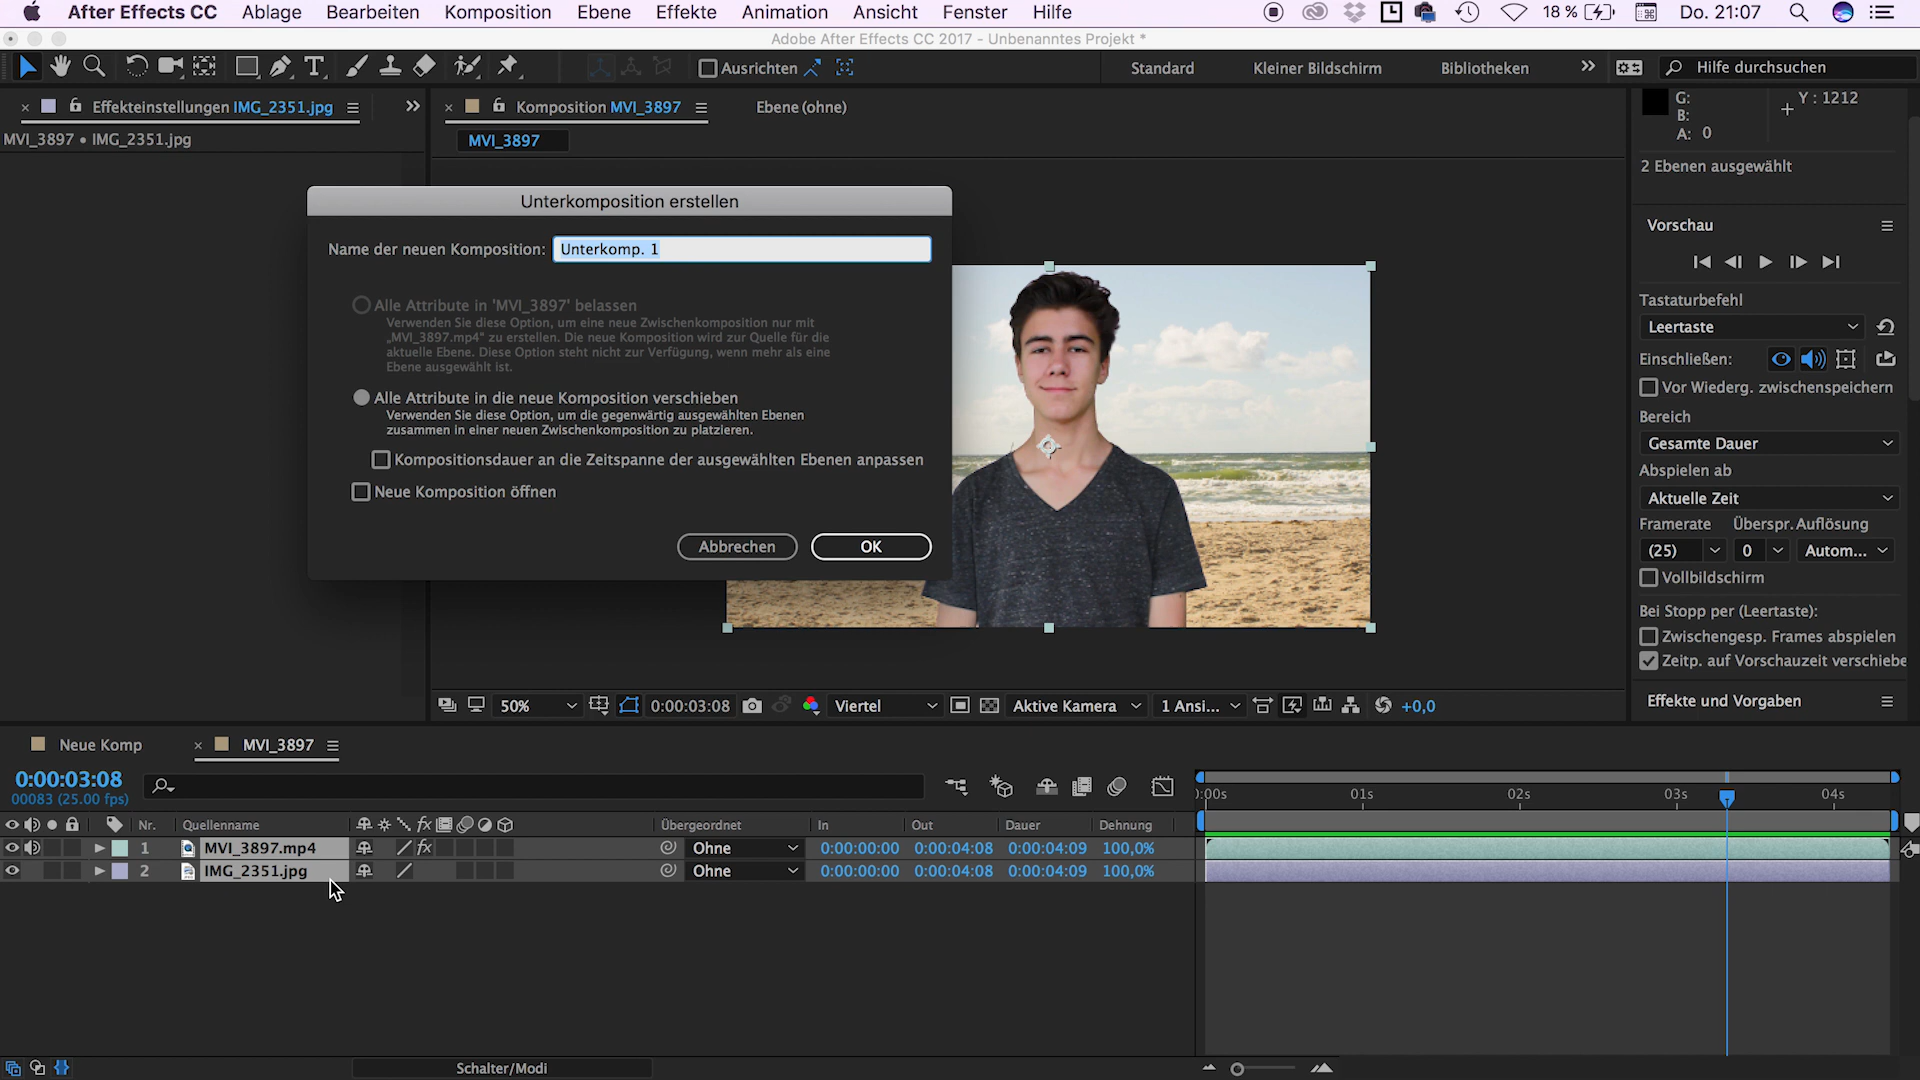 After Effects CC Ablage Bearbeiten Komposition Ebene Effekte Animation Ansicht Fenster Hilfe 18 % Do. 21:07
Adobe After Effects CC 2017 - Unbenanntes Projekt *
Ausrichten Standard Kleiner Bildschirm Bibliotheken Hilfe durchsuchen
Effekteinstellungen IMG_2351.jpg Komposition MVI_3897 Ebene (ohne)
MVI_3897 • IMG_2351.jpg
MVI_3897
G:
B:
A: 0
Y : 1212
2 Ebenen ausgewählt
Unterkomposition erstellen
Name der neuen Komposition: Unterkomp. 1
Alle Attribute in 'MVI_3897' belassen
Verwenden Sie diese Option, um eine neue Zwischenkomposition nur mit
„MVI_3897.mp4" zu erstellen. Die neue Komposition wird zur Quelle für die
aktuelle Ebene. Diese Option steht nicht zur Verfügung, wenn mehr als eine
Ebene ausgewählt ist.
Alle Attribute in die neue Komposition verschieben
Verwenden Sie diese Option, um die gegenwärtig ausgewählten Ebenen
zusammen in einer neuen Zwischenkomposition zu platzieren.
Kompositionsdauer an die Zeitspanne der ausgewählten Ebenen anpassen
Neue Komposition öffnen
Abbrechen OK
Vorschau
Tastaturbefehl
Leertaste
Einschließen:
Vor Wiederg. zwischenspeichern
Bereich
Gesamte Dauer
Abspielen ab
Aktuelle Zeit
Framerate Überspr. Auflösung
(25) 0 Autom...
Vollbildschirm
Bei Stopp per (Leertaste):
Zwischengesp. Frames abspielen
Zeitp. auf Vorschauzeit verschiebe
Effekte und Vorgaben
50% 0:00:03:08 Viertel Aktive Kamera 1 Ansi... +0,0
Neue Komp MVI_3897
0:00:03:08
00083 (25.00 fps)
):00s 01s 02s 03s 04s
Nr. Quellenname fx Übergeordnet In Out Dauer Dehnung
1 MVI_3897.mp4 fx Ohne 0:00:00:00 0:00:04:08 0:00:04:09 100,0%
2 IMG_2351.jpg Ohne 0:00:00:00 0:00:04:08 0:00:04:09 100,0%
Schalter/Modi